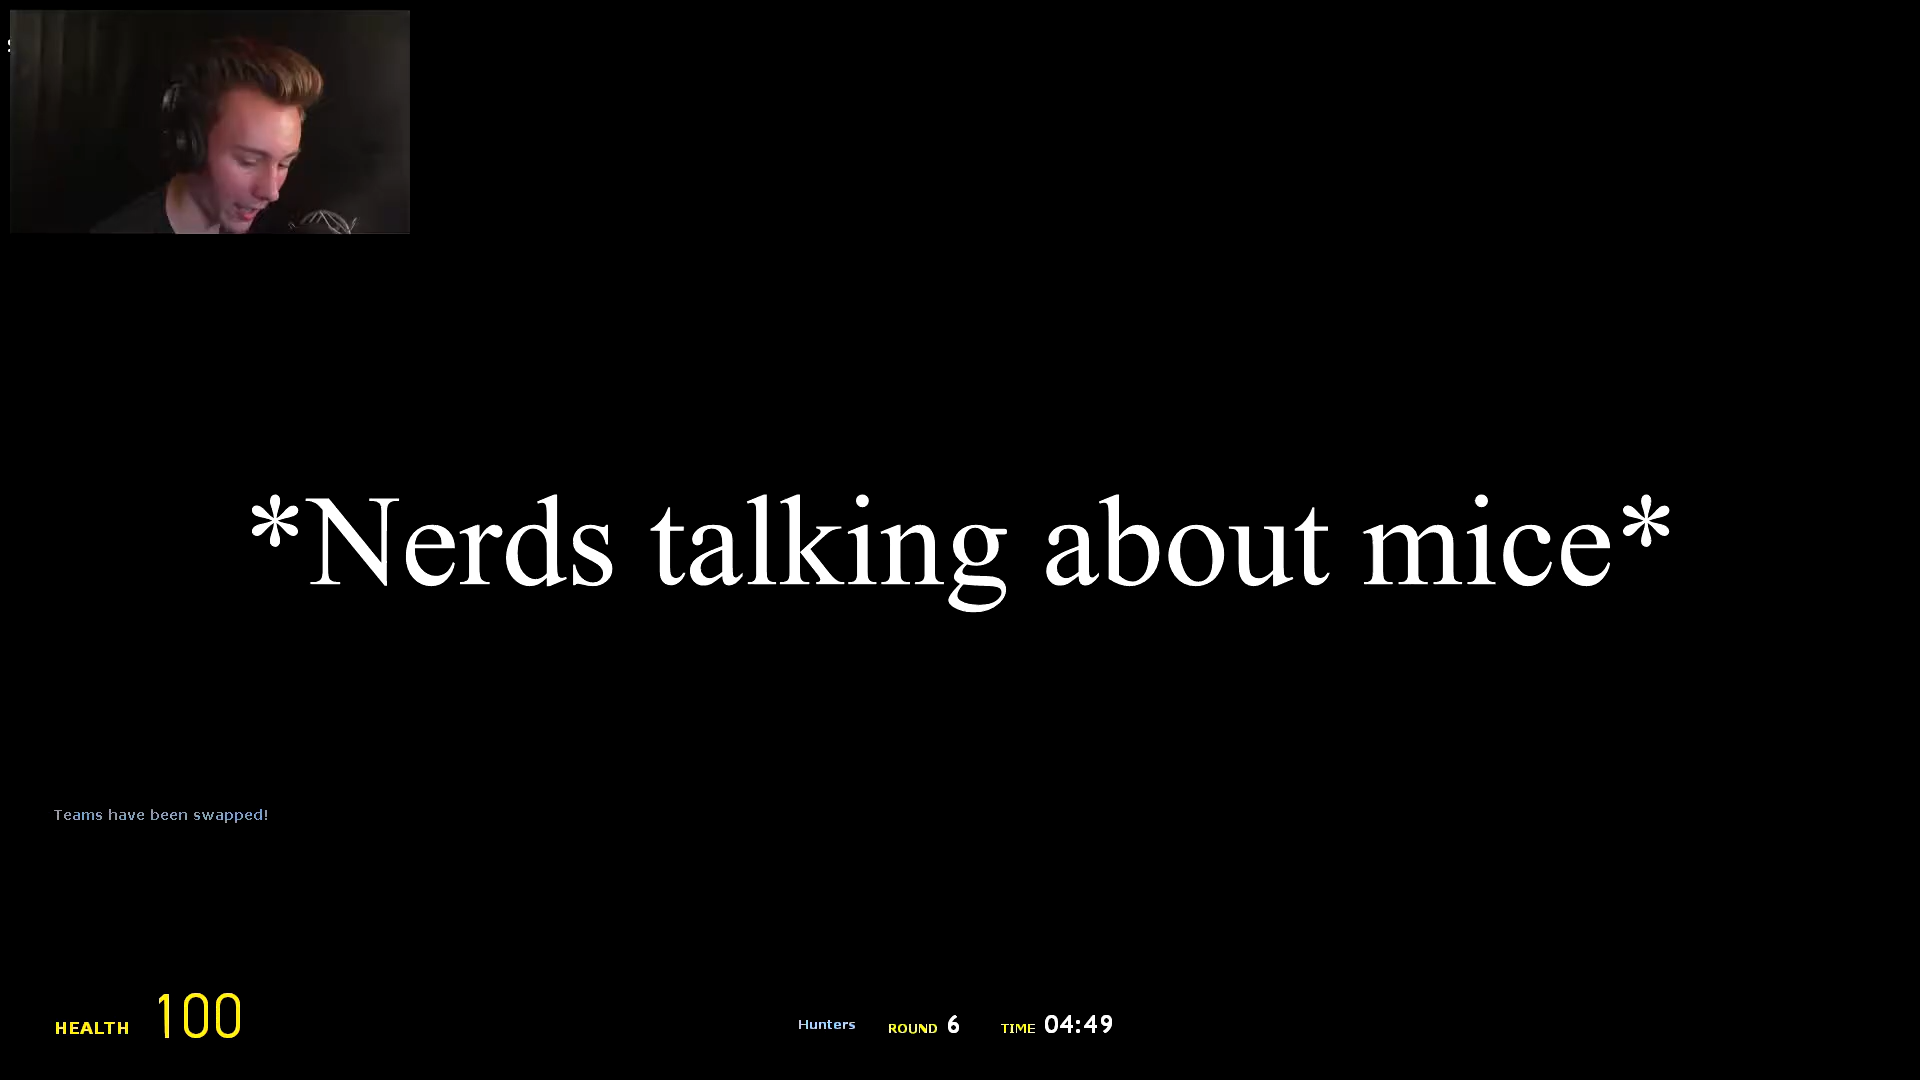 *Nerds talking about mice*
Teams have been swapped!
HEALTH 100
Hunters ROUND 6 TIME 04:49